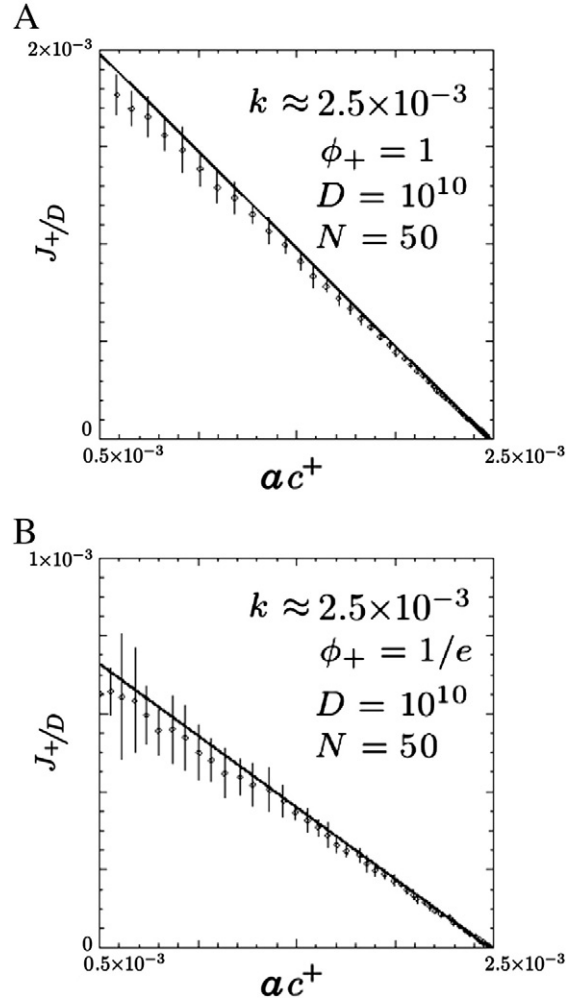 A
2×10⁻³
k ≈ 2.5×10⁻³
ϕ₊ = 1
D = 10¹⁰
N = 50
J₊/D
0
0.5×10⁻³
2.5×10⁻³
ac⁺
B
1×10⁻³
k ≈ 2.5×10⁻³
ϕ₊ = 1/e
D = 10¹⁰
N = 50
J₊/D
0
0.5×10⁻³
2.5×10⁻³
ac⁺